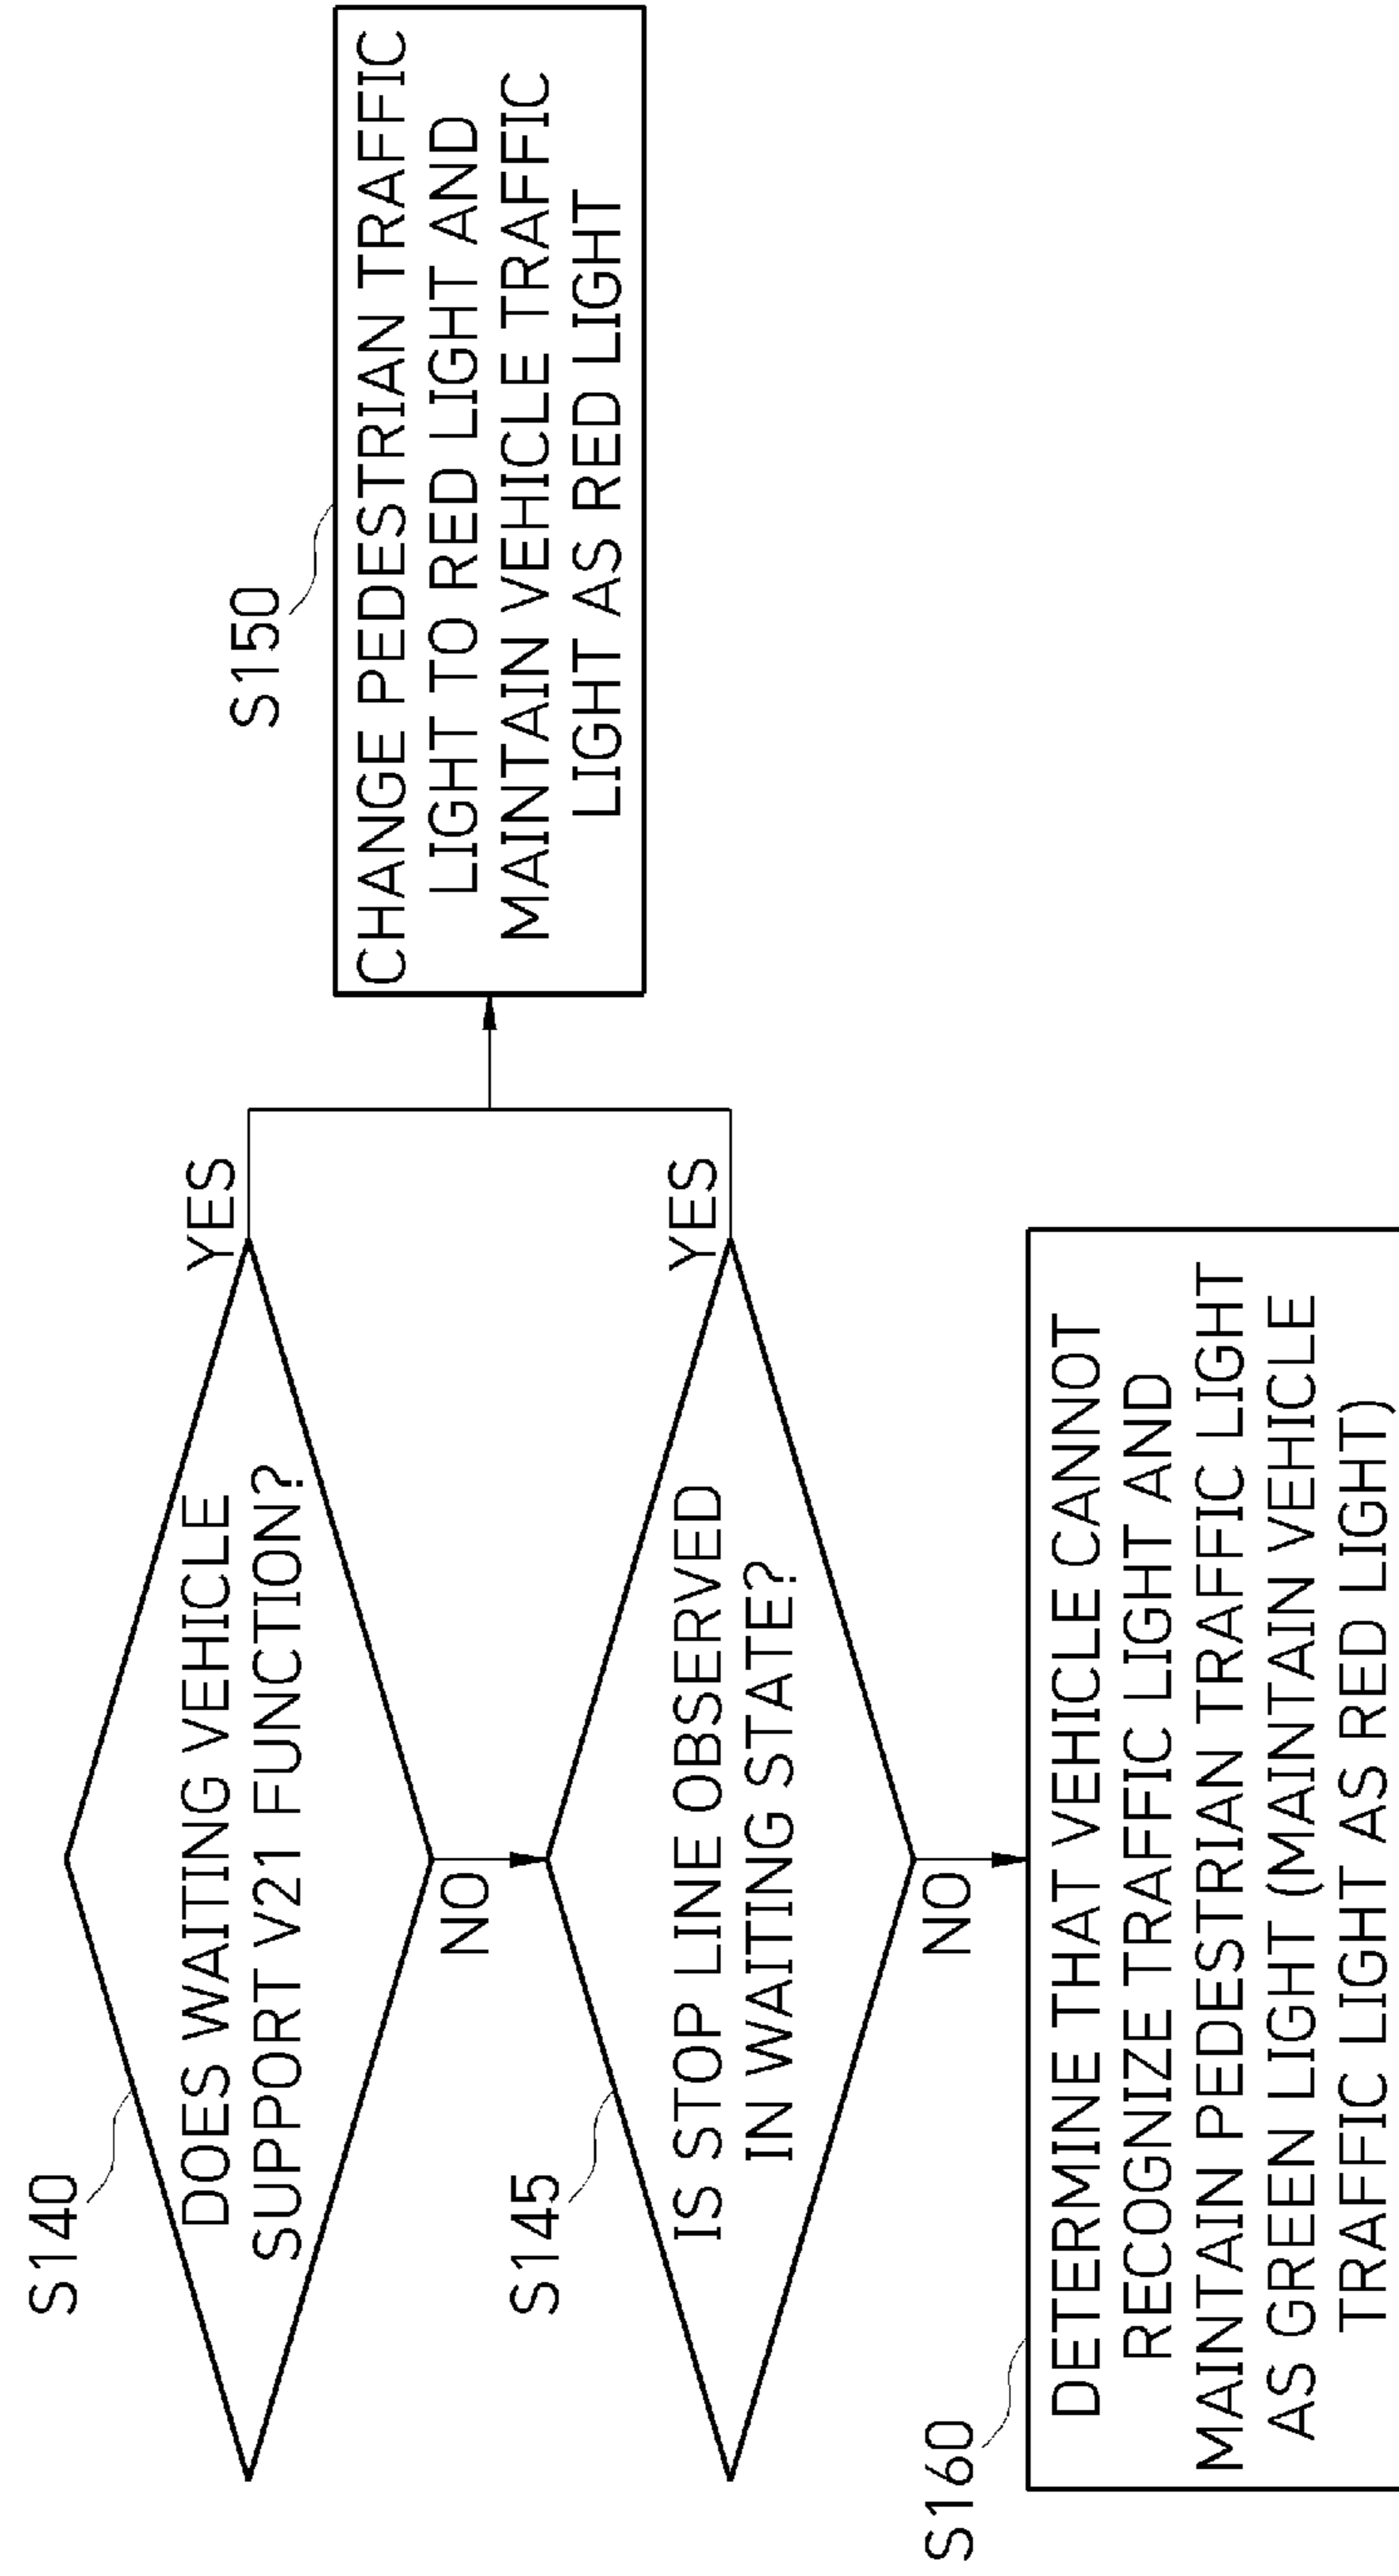 S140
DOES WAITING VEHICLE
SUPPORT V21 FUNCTION?
YES
NO
S150
CHANGE PEDESTRIAN TRAFFIC
LIGHT TO RED LIGHT AND
MAINTAIN VEHICLE TRAFFIC
LIGHT AS RED LIGHT
S145
IS STOP LINE OBSERVED
IN WAITING STATE?
YES
NO
S160
DETERMINE THAT VEHICLE CANNOT
RECOGNIZE TRAFFIC LIGHT AND
MAINTAIN PEDESTRIAN TRAFFIC LIGHT
AS GREEN LIGHT (MAINTAIN VEHICLE
TRAFFIC LIGHT AS RED LIGHT)